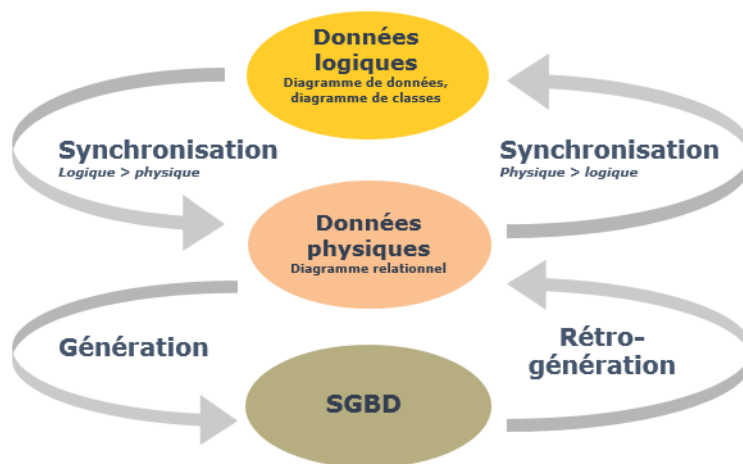 Données
logiques
Diagramme de données,
diagramme de classes
Synchronisation
Logique > physique
Synchronisation
Physique > logique
Données
physiques
Diagramme relationnel
Génération
Rétro-
génération
SGBD